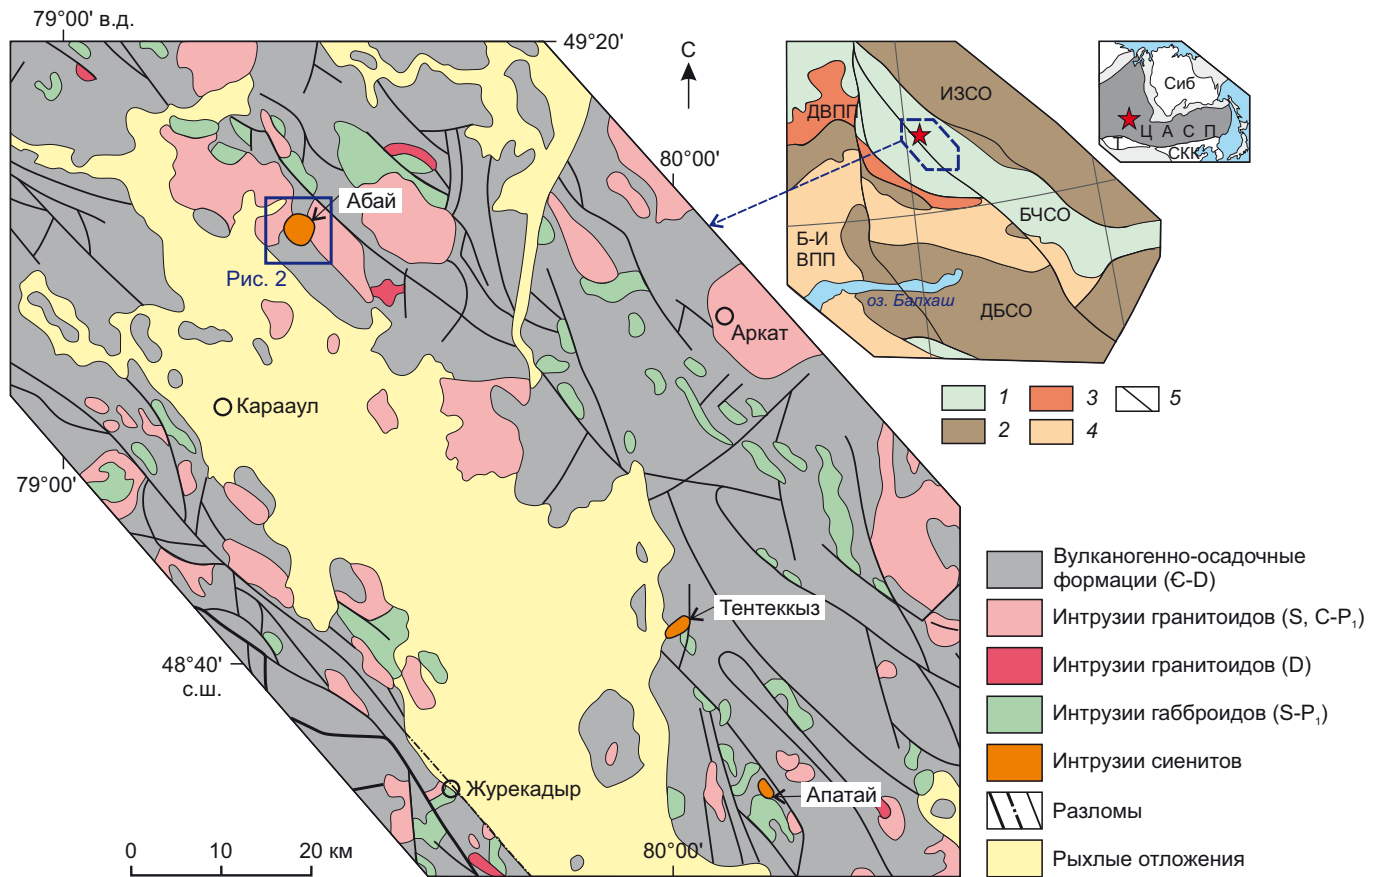 79°00' в.д.
49°20'
С
80°00'
Абай
Рис. 2
Аркат
Карааул
79°00'
Тентеккыз
48°40'
с.ш.
Журекадыр
Апатай
0 10 20 км
80°00'
ДВПП
ИЗСО
БЧСО
Б-И
ВПП
оз. Балхаш
ДБСО
Сиб
Ц А С П
Т
СКК
1 3 5
2 4
Вулканогенно-осадочные
формации (Є-D)
Интрузии гранитоидов (S, C-P₁)
Интрузии гранитоидов (D)
Интрузии габброидов (S-P₁)
Интрузии сиенитов
Разломы
Рыхлые отложения